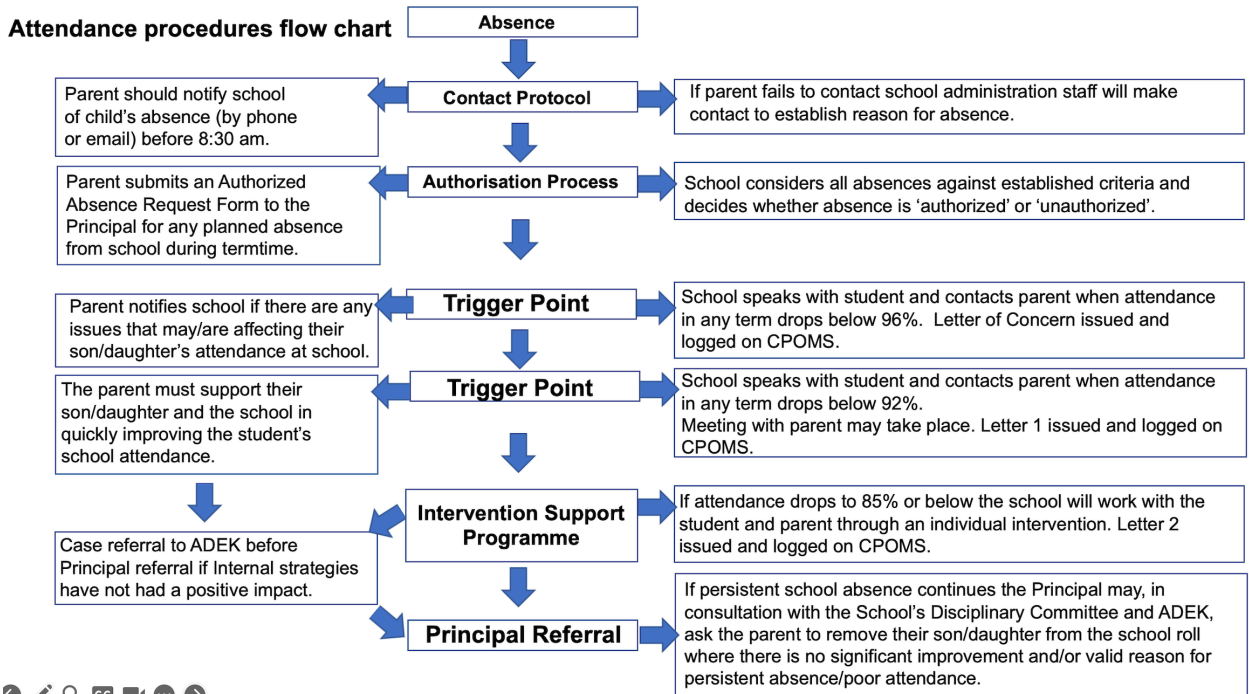 Attendance procedures flow chart
Absence
Parent should notify school
of child's absence (by phone
or email) before 8:30 am.
Contact Protocol
If parent fails to contact school administration staff will make
contact to establish reason for absence.
Parent submits an Authorized
Absence Request Form to the
Principal for any planned absence
from school during termtime.
Authorisation Process
School considers all absences against established criteria and
decides whether absence is ‘authorized’ or ‘unauthorized’.
Parent notifies school if there are any
issues that may/are affecting their
son/daughter's attendance at school.
Trigger Point
School speaks with student and contacts parent when attendance
in any term drops below 96%. Letter of Concern issued and
logged on CPOMS.
The parent must support their
son/daughter and the school in
quickly improving the student's
school attendance.
Trigger Point
School speaks with student and contacts parent when attendance
in any term drops below 92%.
Meeting with parent may take place. Letter 1 issued and logged on
CPOMS.
Intervention Support
Programme
If attendance drops to 85% or below the school will work with the
student and parent through an individual intervention. Letter 2
issued and logged on CPOMS.
Case referral to ADEK before
Principal referral if Internal strategies
have not had a positive impact.
Principal Referral
If persistent school absence continues the Principal may, in
consultation with the School's Disciplinary Committee and ADEK,
ask the parent to remove their son/daughter from the school roll
where there is no significant improvement and/or valid reason for
persistent absence/poor attendance.